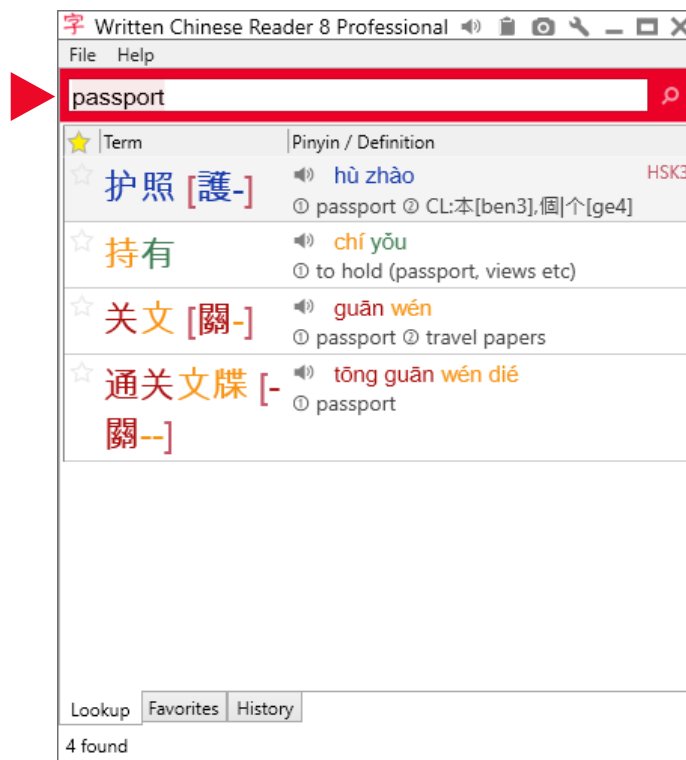 字 Written Chinese Reader 8 Professional
File Help
passport
Term Pinyin / Definition
护照 [護-] hù zhào HSK3
① passport ② CL:本[ben3],個|个[ge4]
持有 chí yǒu
① to hold (passport, views etc)
关文 [關-] guān wén
① passport ② travel papers
通关文牒 [- tōng guān wén dié
關--] ① passport
Lookup Favorites History
4 found